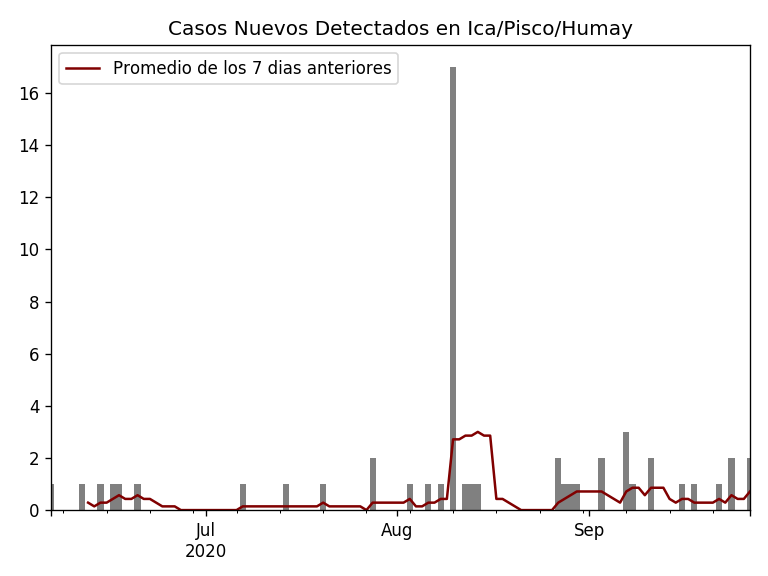 Casos Nuevos Detectados en Ica/Pisco/Humay
Promedio de los 7 dias anteriores
16
14
12
10
8
6
4
2
0
Jul
2020
Aug
Sep